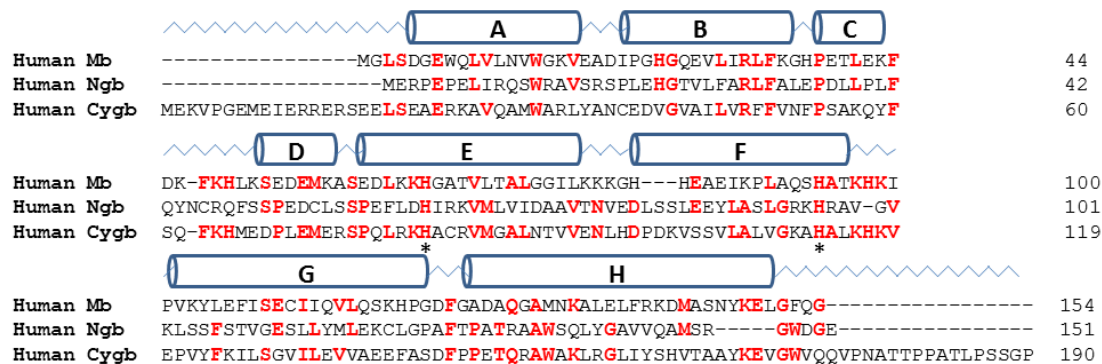 A B C
Human Mb ----------------MGLSDGEWQLVLNVWGKVEADIPGHGQEVLIRLFKGHPETLEKF 44
Human Ngb ------------------MERPEPELIRQSWRAVSRSPLEHGTVLFARLFALEPDLLPLF 42
Human Cygb MEKVPGEMEIERRERSEELSEAERKAVQAMWARLYANCEDVGVAILVRFFVNFPSAKQYF 60
D E F
Human Mb DK-FKHLKSEDEMKASEDLKKHGATVLTALGGILKKKGH---HEAEIKPLAQSHATKHKI 100
Human Ngb QYNCRQFSSPEDCLSSPEFLDHIRKVMLVIDAAVTNVEDLSSLEEYLASLGRKHRAV-GV 101
Human Cygb SQ-FKHMEDPLEMERSPQLRKHACRVMGALNTVVENLHDPDKVSSVLALVGKAHALKHKV 119
* *
G H
Human Mb PVKYLEFISECIIQVLQSKHPGDFGADAQGAMNKALELFRKDMASNYKELGFQG----------------- 154
Human Ngb KLSSFSTVGESLLYMLEKCLGPAFTPATRAAWSQLYGAVVQAMSR-----GWDGE---------------- 151
Human Cygb EPVYFKILSGVILEVVAEEFASDFPPETQRAWAKLRGLIYSHVTAAYKEVGWVQQVPNATTPPATLPSSGP 190